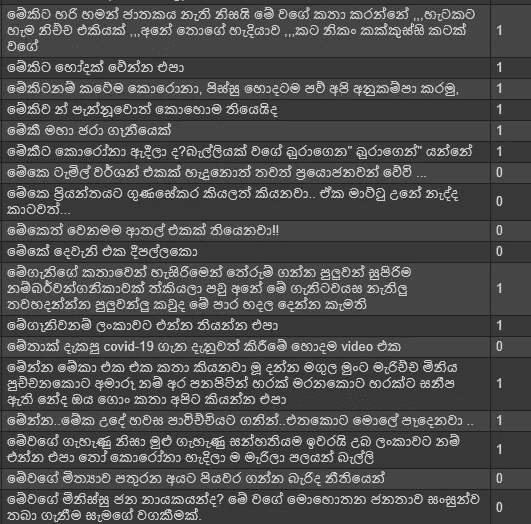 මේකිට හරි හමන් ජාතකය නැති නිසයි මේ වගේ කතා කරන්නේ ,,,හැටකට
හැම නිච්ච එකියක් ,,,අනේ තොගේ හැදියාව ,,,කට නිකං කක්කුස්සි කටක් 1
වගේ
මේකිට හෝදක් වේන්න එපා 1
මේකිටනම් කටේම කොරොනා, පිස්සු හොදටම පව් අපි අනුකම්පා කරමු, 1
මේකිව න් පැන්නුවොත් කොහොම තියෙයිද 1
මේකී මහා ජරා ගෑනියෙක් 1
මේකීට කොරෝනා ඇදීලා ද?බැල්ලියක් වගේ බුරාගෙන" බුරාගෙන්" යන්නේ 1
මේකෙ ටැමිල් වර්ශන් එකක් හැදුනොත් තවත් ප්‍රයොජනවන් වේවි ... 0
මේකෙ ප්‍රියන්තයට ගුණසේකර කියලත් කියනවා.. ඒක මාට්ටු උනේ නැද්ද 0
කාටවත්...
මේකෙත් වෙනමම ආතල් එකක් තියෙනවා!! 0
මේකේ දෙවැනි එක දීපල්ලකො 0
මේගැනිගේ කතාවෙන් හැසිරීමෙන් තේරුම් ගන්න පුලුවන් සුපිරිම
නම්බර්වන්ගනිකාවක් ත්කියලා පවු අනේ මේ ගැනිටවයස නැතිලු 1
තවහදන්න්න පුලුවන්ලු කවුද මේ පාර හදල දෙන්න කැමති
මේගෑනිවනම් ලංකාවට එන්න තියන්න එපා 1
මේතාක් දැකපු covid-19 ගැන දැනුවත් කිරීමේ හොදම video එක 0
මේන්න මේකා එක එක කතා කියනවා මූ දන්න මගුල මුංට මැරිච්ච මිනිය
පුච්චනකොට අමාරූ නම් අර පනපිටින් හරක් මරනකොට හරක්ට සනීප 1
ඇති නේද ඔය ගොං කතා අපිට කියන්න එපා
මේන්න..මේක උදේ හවස පාවිච්චියට ගනින්..එතකොට මොලේ පෑදෙනවා .. 1
මේවගේ ගැහැණු නිසා මුළු ගැහැණු සන්හතියම ඉවරයි උබ ලංකාවට නම් 1
එන්න එපා තෝ කොරෝනා හැදිලා ම මැරිලා පලයන් බැල්ලි
මේවගේ මිත්‍යාව පතුරන අයට පියවර ගන්න බැරිද නීතියෙන් 0
මේවගේ මිනිස්සු ජන නායකයන්ද? මේ වගේ මොහොතන ජනතාව සංසුන්ව 0
තබා ගැනීම සැමගේ වගකීමක්.